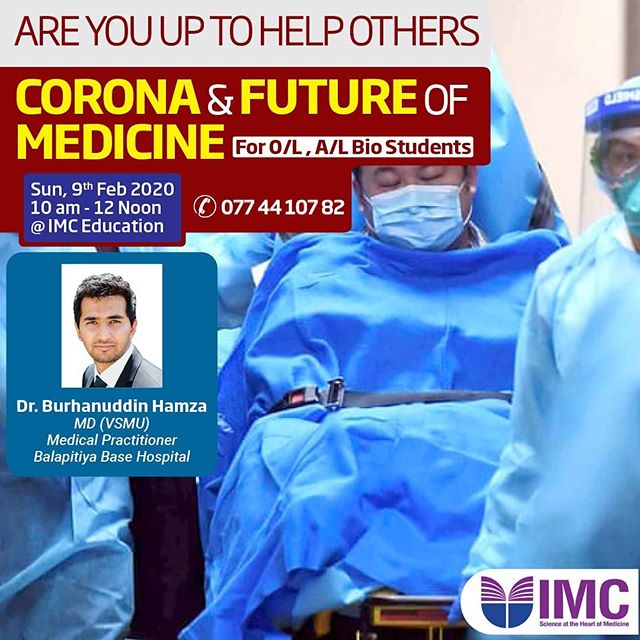 ARE YOU UP TO HELP OTHERS
CORONA & FUTURE OF
MEDICINE For O/L , A/L Bio Students
Sun, 9th Feb 2020
10 am - 12 Noon
@ IMC Education
077 44 107 82
Dr. Burhanuddin Hamza
MD (VSMU)
Medical Practitioner
Balapitiya Base Hospital
IMC
Science at the Heart of Medicine